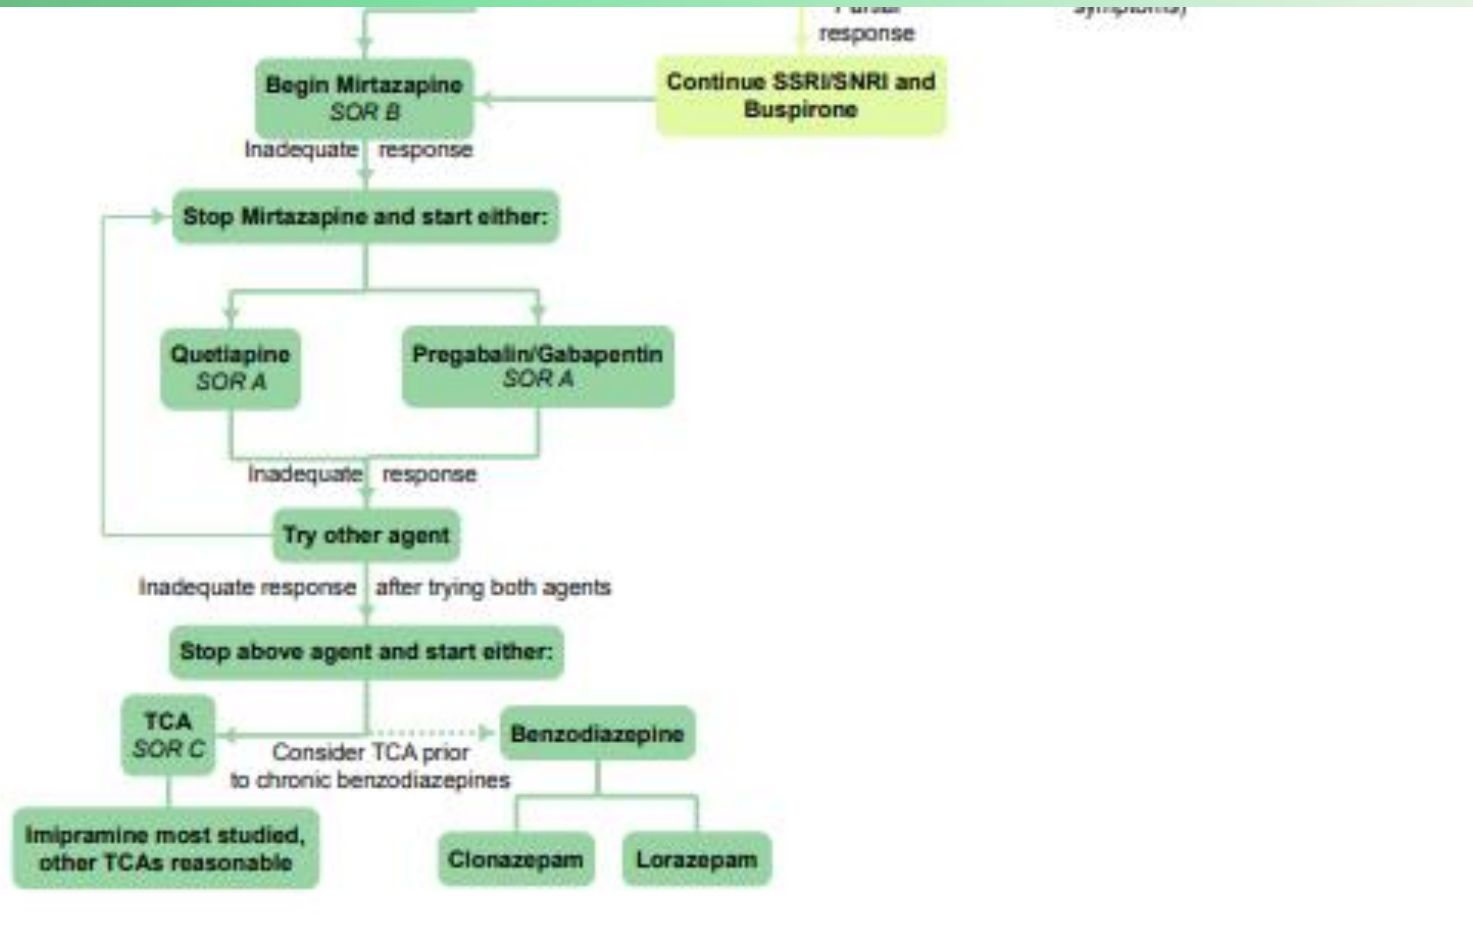 response
Begin Mirtazapine
SOR B
Continue SSRI/SNRI and
Buspirone
Inadequate response
Stop Mirtazapine and start either:
Quetiapine
SOR A
Pregabalin/Gabapentin
SOR A
Inadequate response
Try other agent
Inadequate response after trying both agents
Stop above agent and start either:
TCA
SOR C
Consider TCA prior
to chronic benzodiazepines
Benzodiazepine
Imipramine most studied,
other TCAs reasonable
Clonazepam
Lorazepam